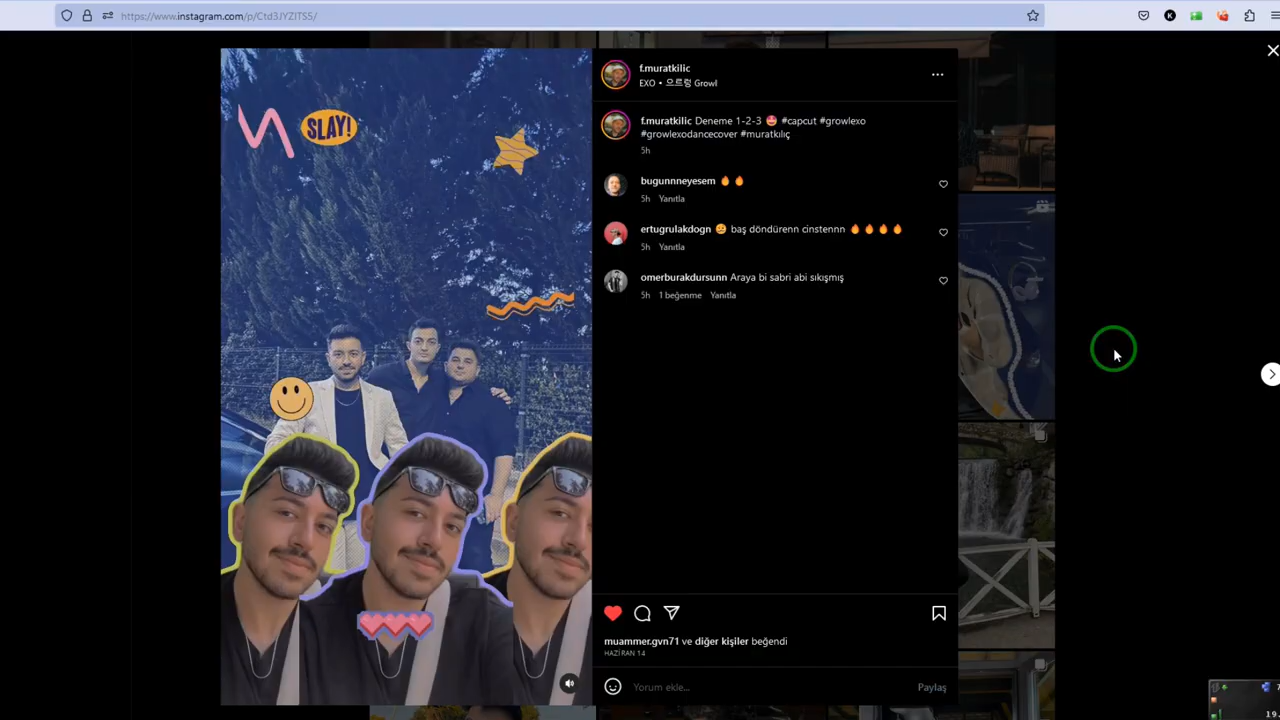 https://www.instagram.com/p/Ctd3JYZITS5/
SLAY!
f.muratkilic
EXO • 으르렁 Growl
f.muratkilic Deneme 1-2-3 🤩 #capcut #growlexo
#growlexodancecover #muratkılıç
5h
bugunnneyesem 🔥 🔥
5h Yanıtla
ertugrulakdogn 🫠 baş döndürenn cinstennn 🔥 🔥 🔥 🔥
5h Yanıtla
omerburakdursunn Araya bi sabri abi sıkışmış
5h 1 beğenme Yanıtla
muammer.gvn71 ve diğer kişiler beğendi
HAZİRAN 14
Yorum ekle...
Paylaş